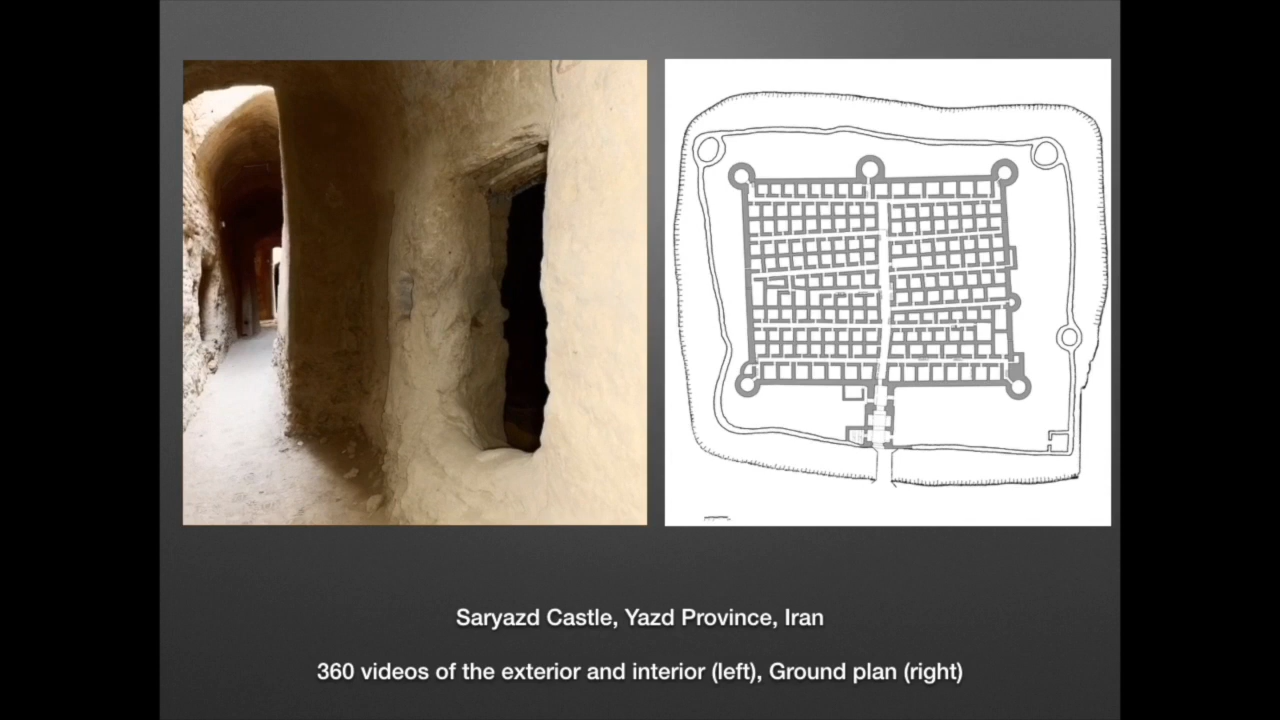 Saryazd Castle, Yazd Province, Iran
360 videos of the exterior and interior (left), Ground plan (right)